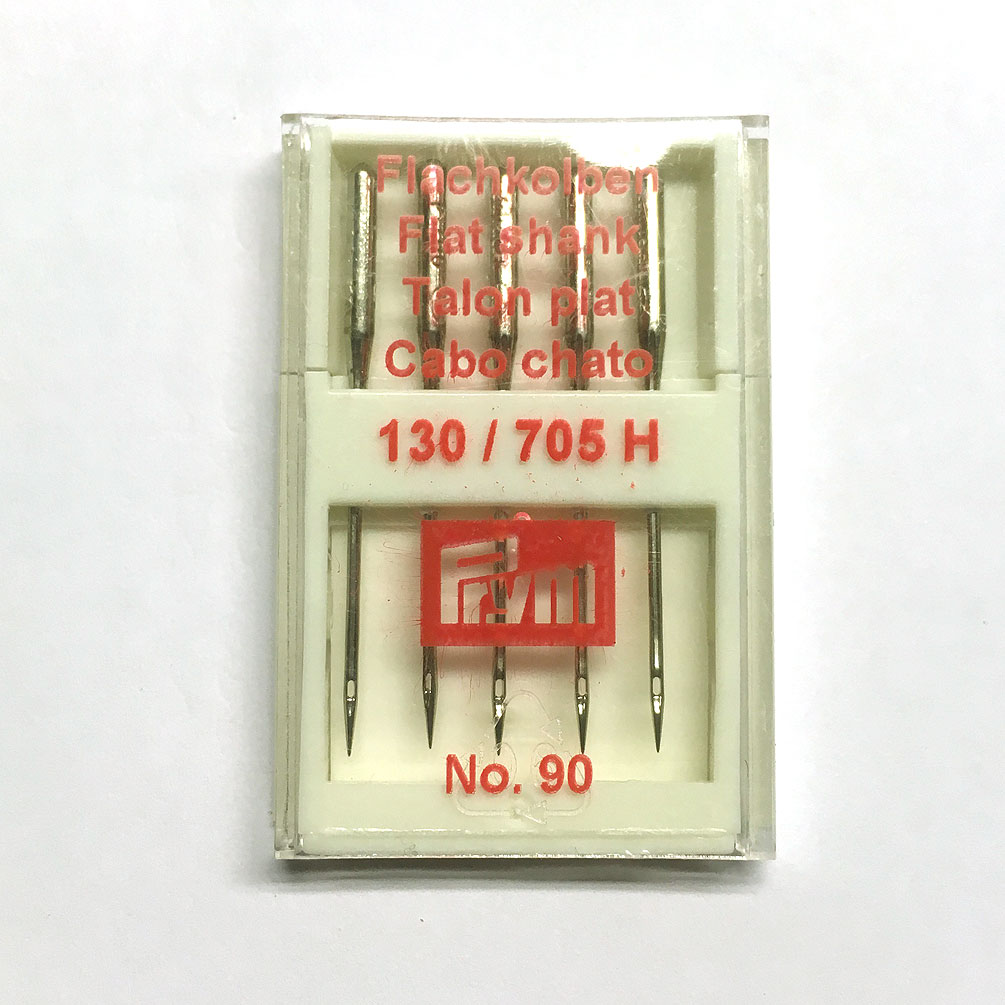 Flachkolben
Flat shank
Talon plat
Cabo chato
130 / 705 H
Prym
No. 90